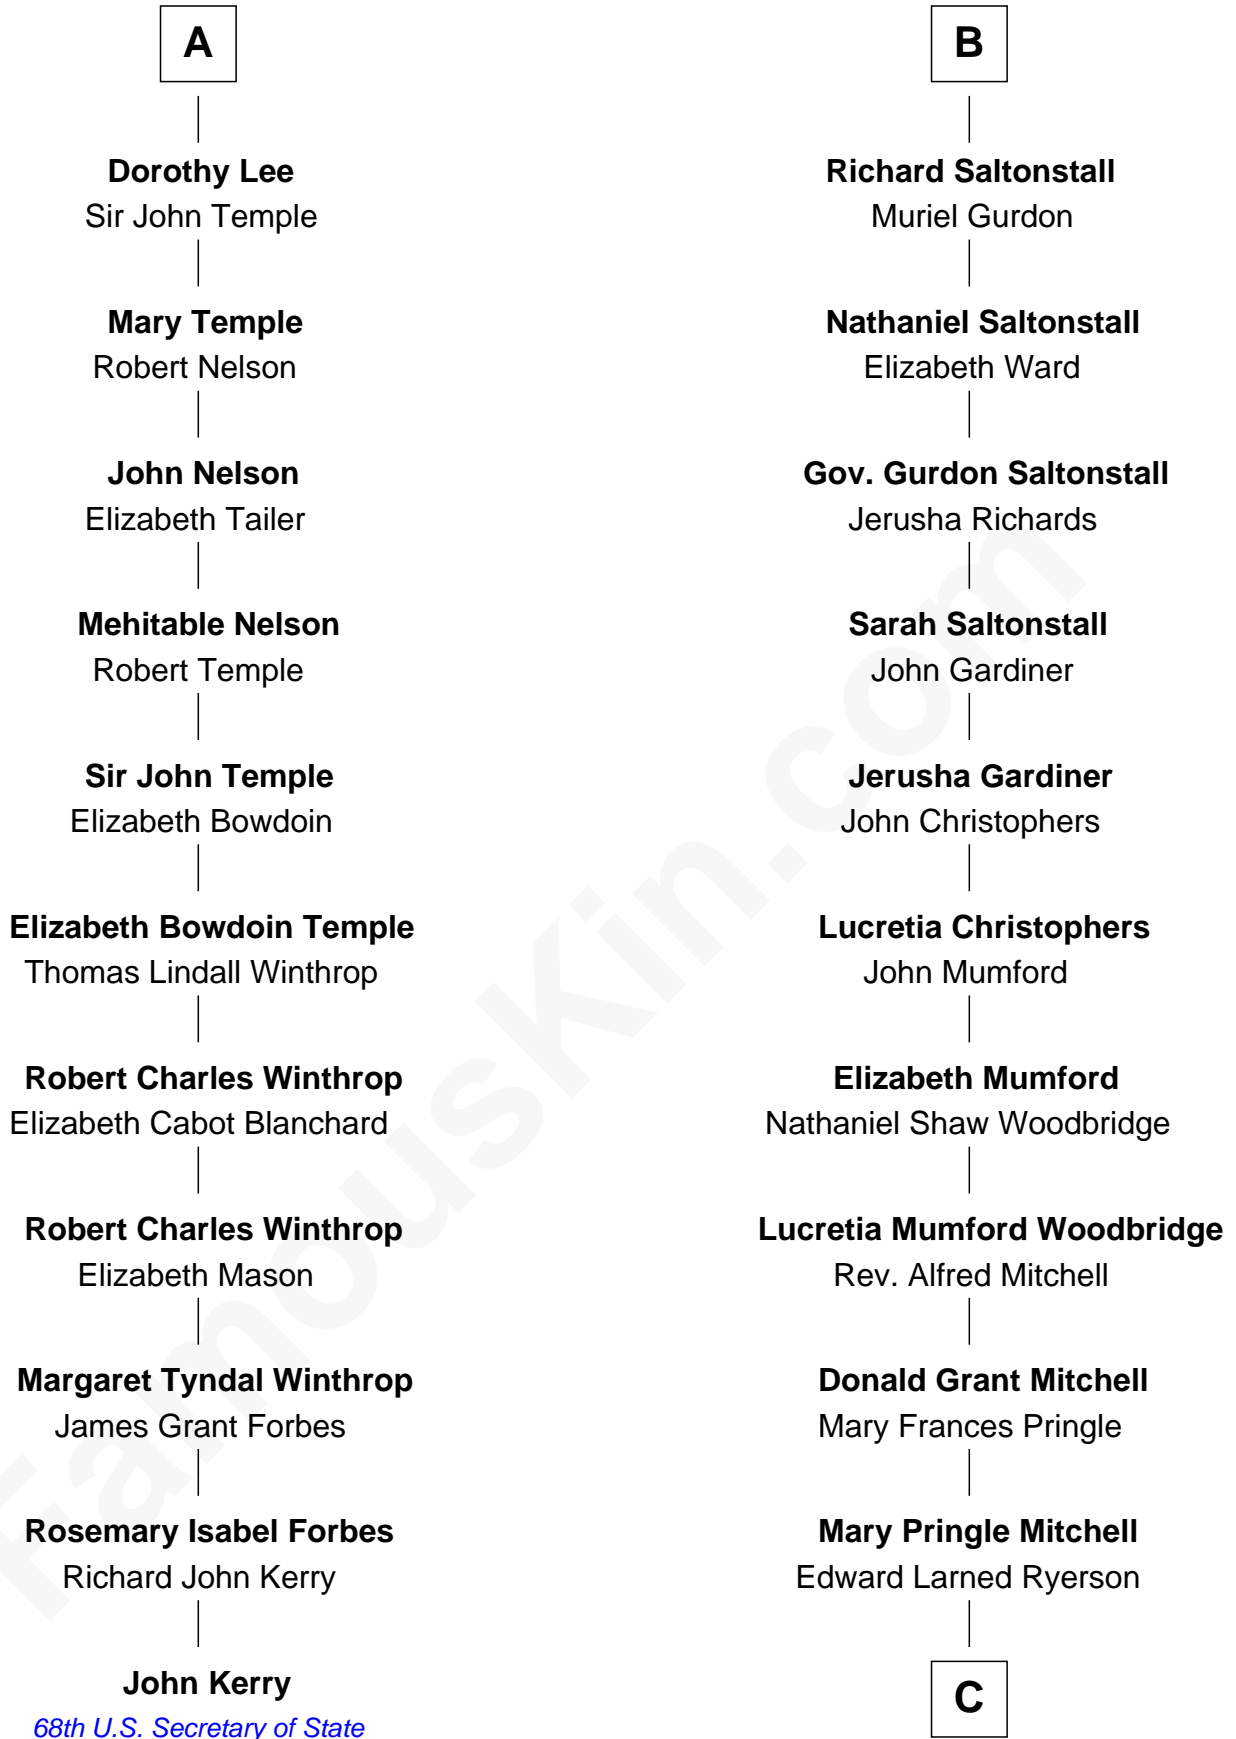 A
Dorothy Lee
Sir John Temple
Mary Temple
Robert Nelson
John Nelson
Elizabeth Tailer
Mehitable Nelson
Robert Temple
Sir John Temple
Elizabeth Bowdoin
Elizabeth Bowdoin Temple
Thomas Lindall Winthrop
Robert Charles Winthrop
Elizabeth Cabot Blanchard
Robert Charles Winthrop
Elizabeth Mason
Margaret Tyndal Winthrop
James Grant Forbes
Rosemary Isabel Forbes
Richard John Kerry
John Kerry
68th U.S. Secretary of State
B
Richard Saltonstall
Muriel Gurdon
Nathaniel Saltonstall
Elizabeth Ward
Gov. Gurdon Saltonstall
Jerusha Richards
Sarah Saltonstall
John Gardiner
Jerusha Gardiner
John Christophers
Lucretia Christophers
John Mumford
Elizabeth Mumford
Nathaniel Shaw Woodbridge
Lucretia Mumford Woodbridge
Rev. Alfred Mitchell
Donald Grant Mitchell
Mary Frances Pringle
Mary Pringle Mitchell
Edward Larned Ryerson
C
FamousKin.com